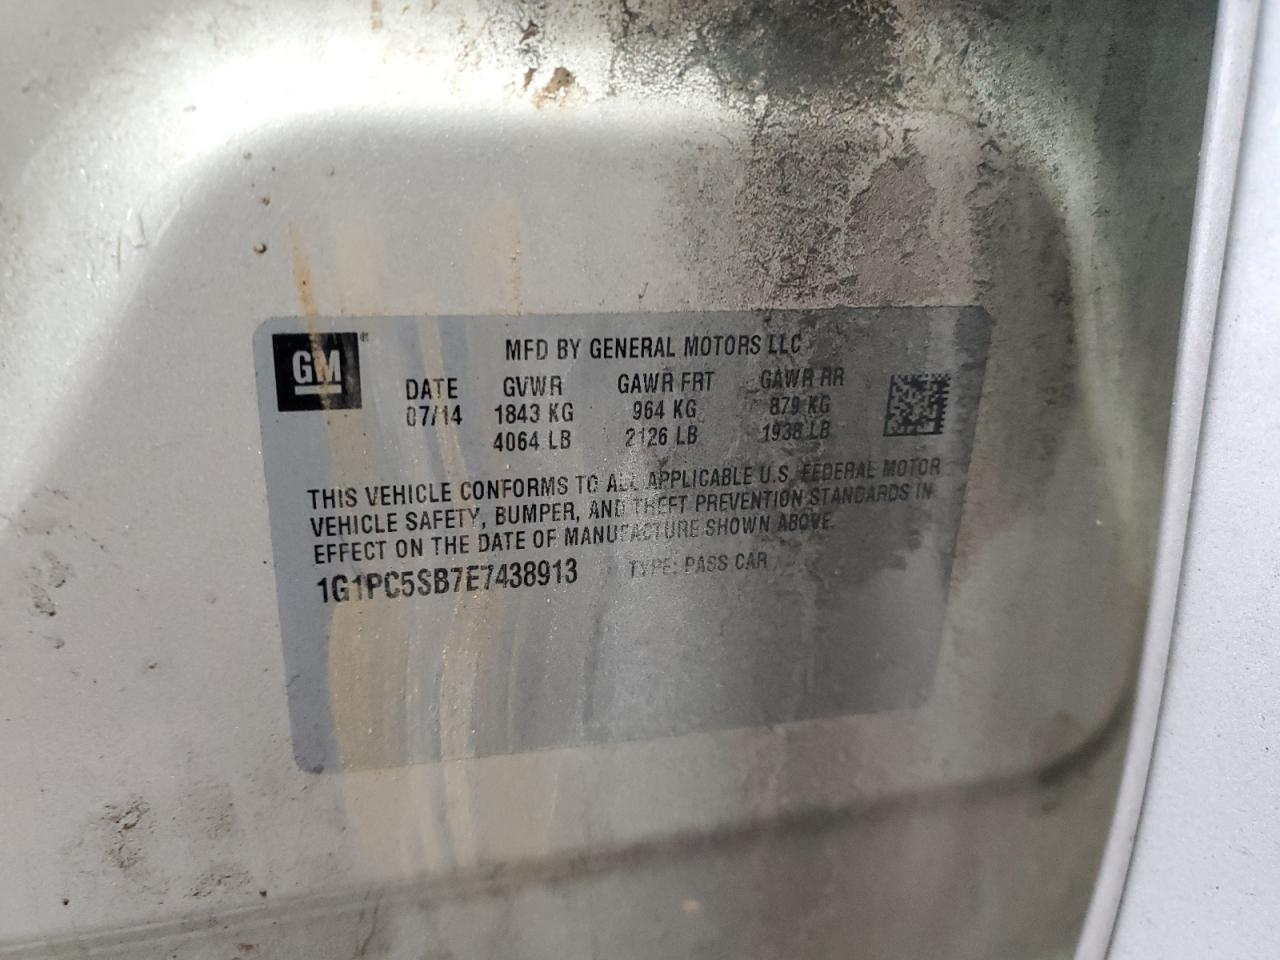 GM ®
MFD BY GENERAL MOTORS LLC
DATE GVWR GAWR FRT GAWR RR
07/14 1843 KG 964 KG 879 KG
4064 LB 2126 LB 1938 LB
THIS VEHICLE CONFORMS TO ALL APPLICABLE U.S. FEDERAL MOTOR
VEHICLE SAFETY, BUMPER, AND THEFT PREVENTION STANDARDS IN
EFFECT ON THE DATE OF MANUFACTURE SHOWN ABOVE.
1G1PC5SB7E7438913 TYPE: PASS CAR